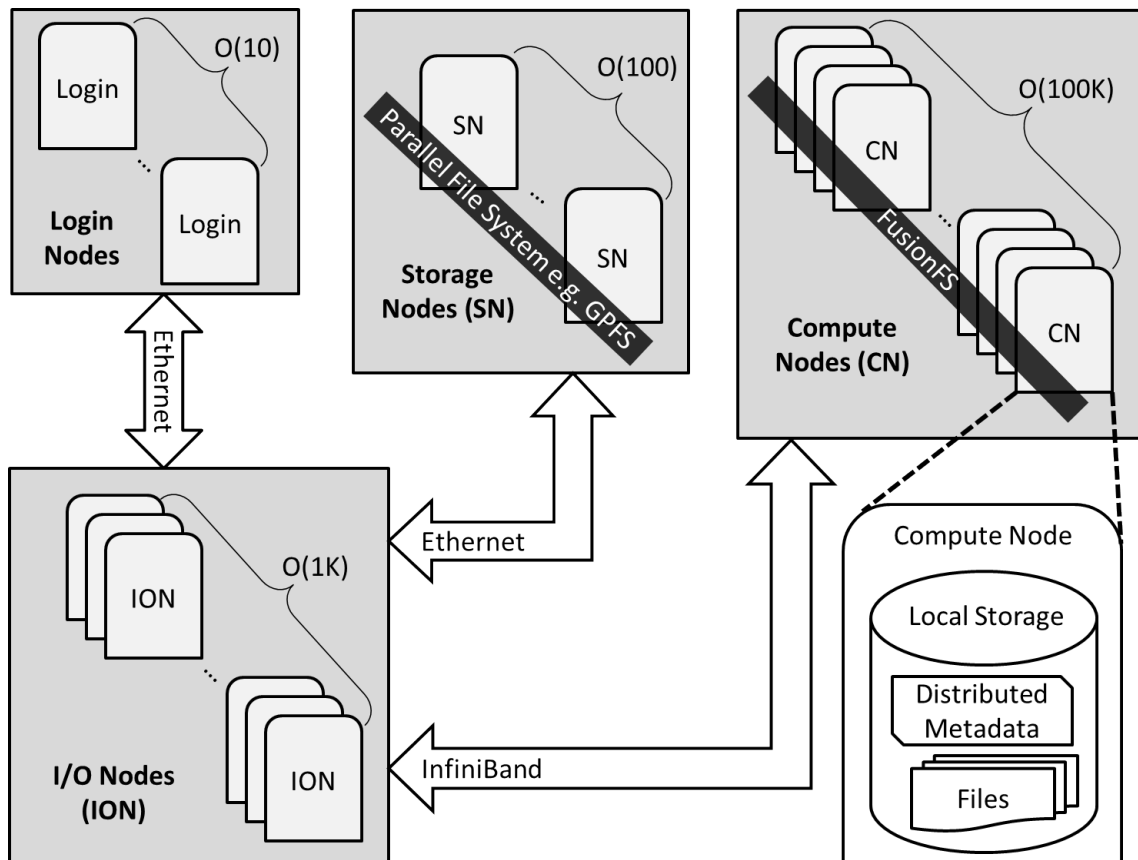 O(10)
Login
...
Login
Login
Nodes
O(100)
SN
...
SN
Parallel File System e.g. GPFS
Storage
Nodes (SN)
O(100K)
CN
...
CN
FusionFS
Compute
Nodes (CN)
Ethernet
Ethernet
InfiniBand
O(1K)
ION
...
ION
I/O Nodes
(ION)
Compute Node
Local Storage
Distributed
Metadata
Files